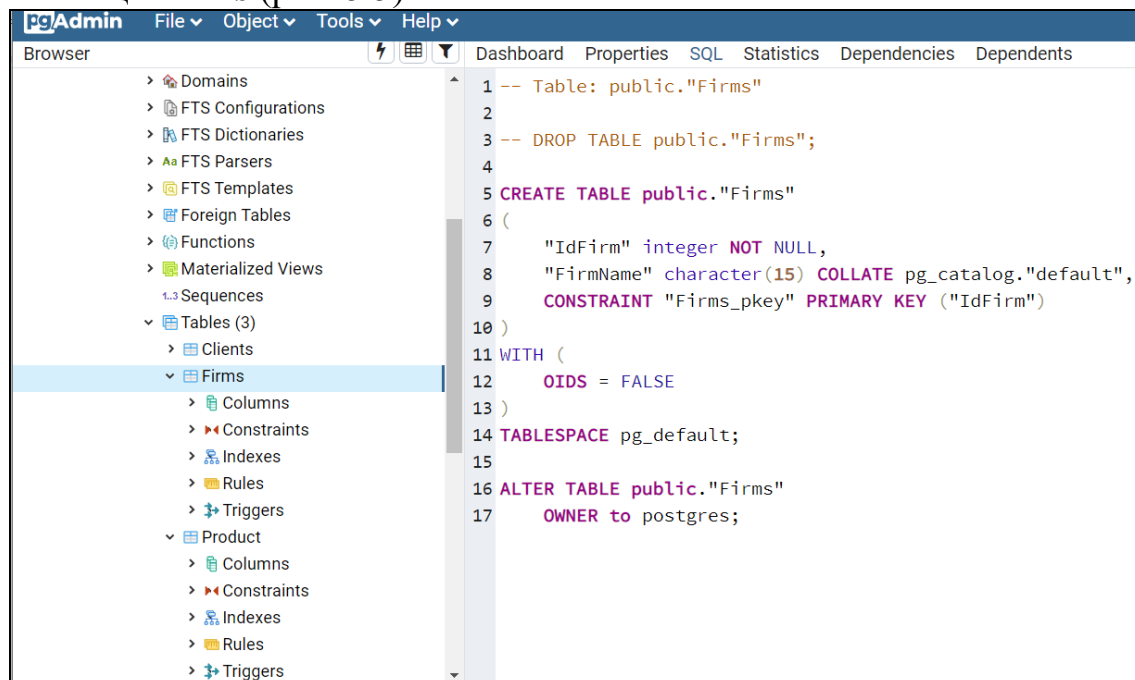 pgAdmin File Object Tools Help
Browser
Dashboard Properties SQL Statistics Dependencies Dependents
Domains
FTS Configurations
FTS Dictionaries
Aa FTS Parsers
FTS Templates
Foreign Tables
Functions
Materialized Views
1..3 Sequences
Tables (3)
Clients
Firms
Columns
Constraints
Indexes
Rules
Triggers
Product
Columns
Constraints
Indexes
Rules
Triggers
1 -- Table: public."Firms"
2
3 -- DROP TABLE public."Firms";
4
5 CREATE TABLE public."Firms"
6 (
7 "IdFirm" integer NOT NULL,
8 "FirmName" character(15) COLLATE pg_catalog."default",
9 CONSTRAINT "Firms_pkey" PRIMARY KEY ("IdFirm")
10 )
11 WITH (
12 OIDS = FALSE
13 )
14 TABLESPACE pg_default;
15
16 ALTER TABLE public."Firms"
17 OWNER to postgres;